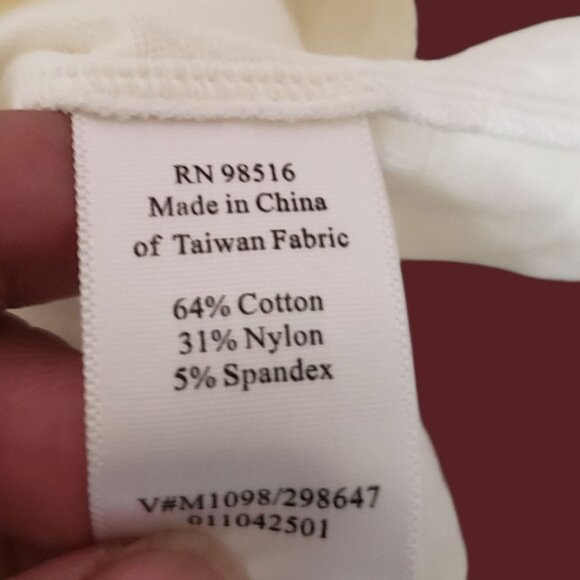 RN 98516
Made in China
of Taiwan Fabric
64% Cotton
31% Nylon
5% Spandex
V#M1098/298647
011042501